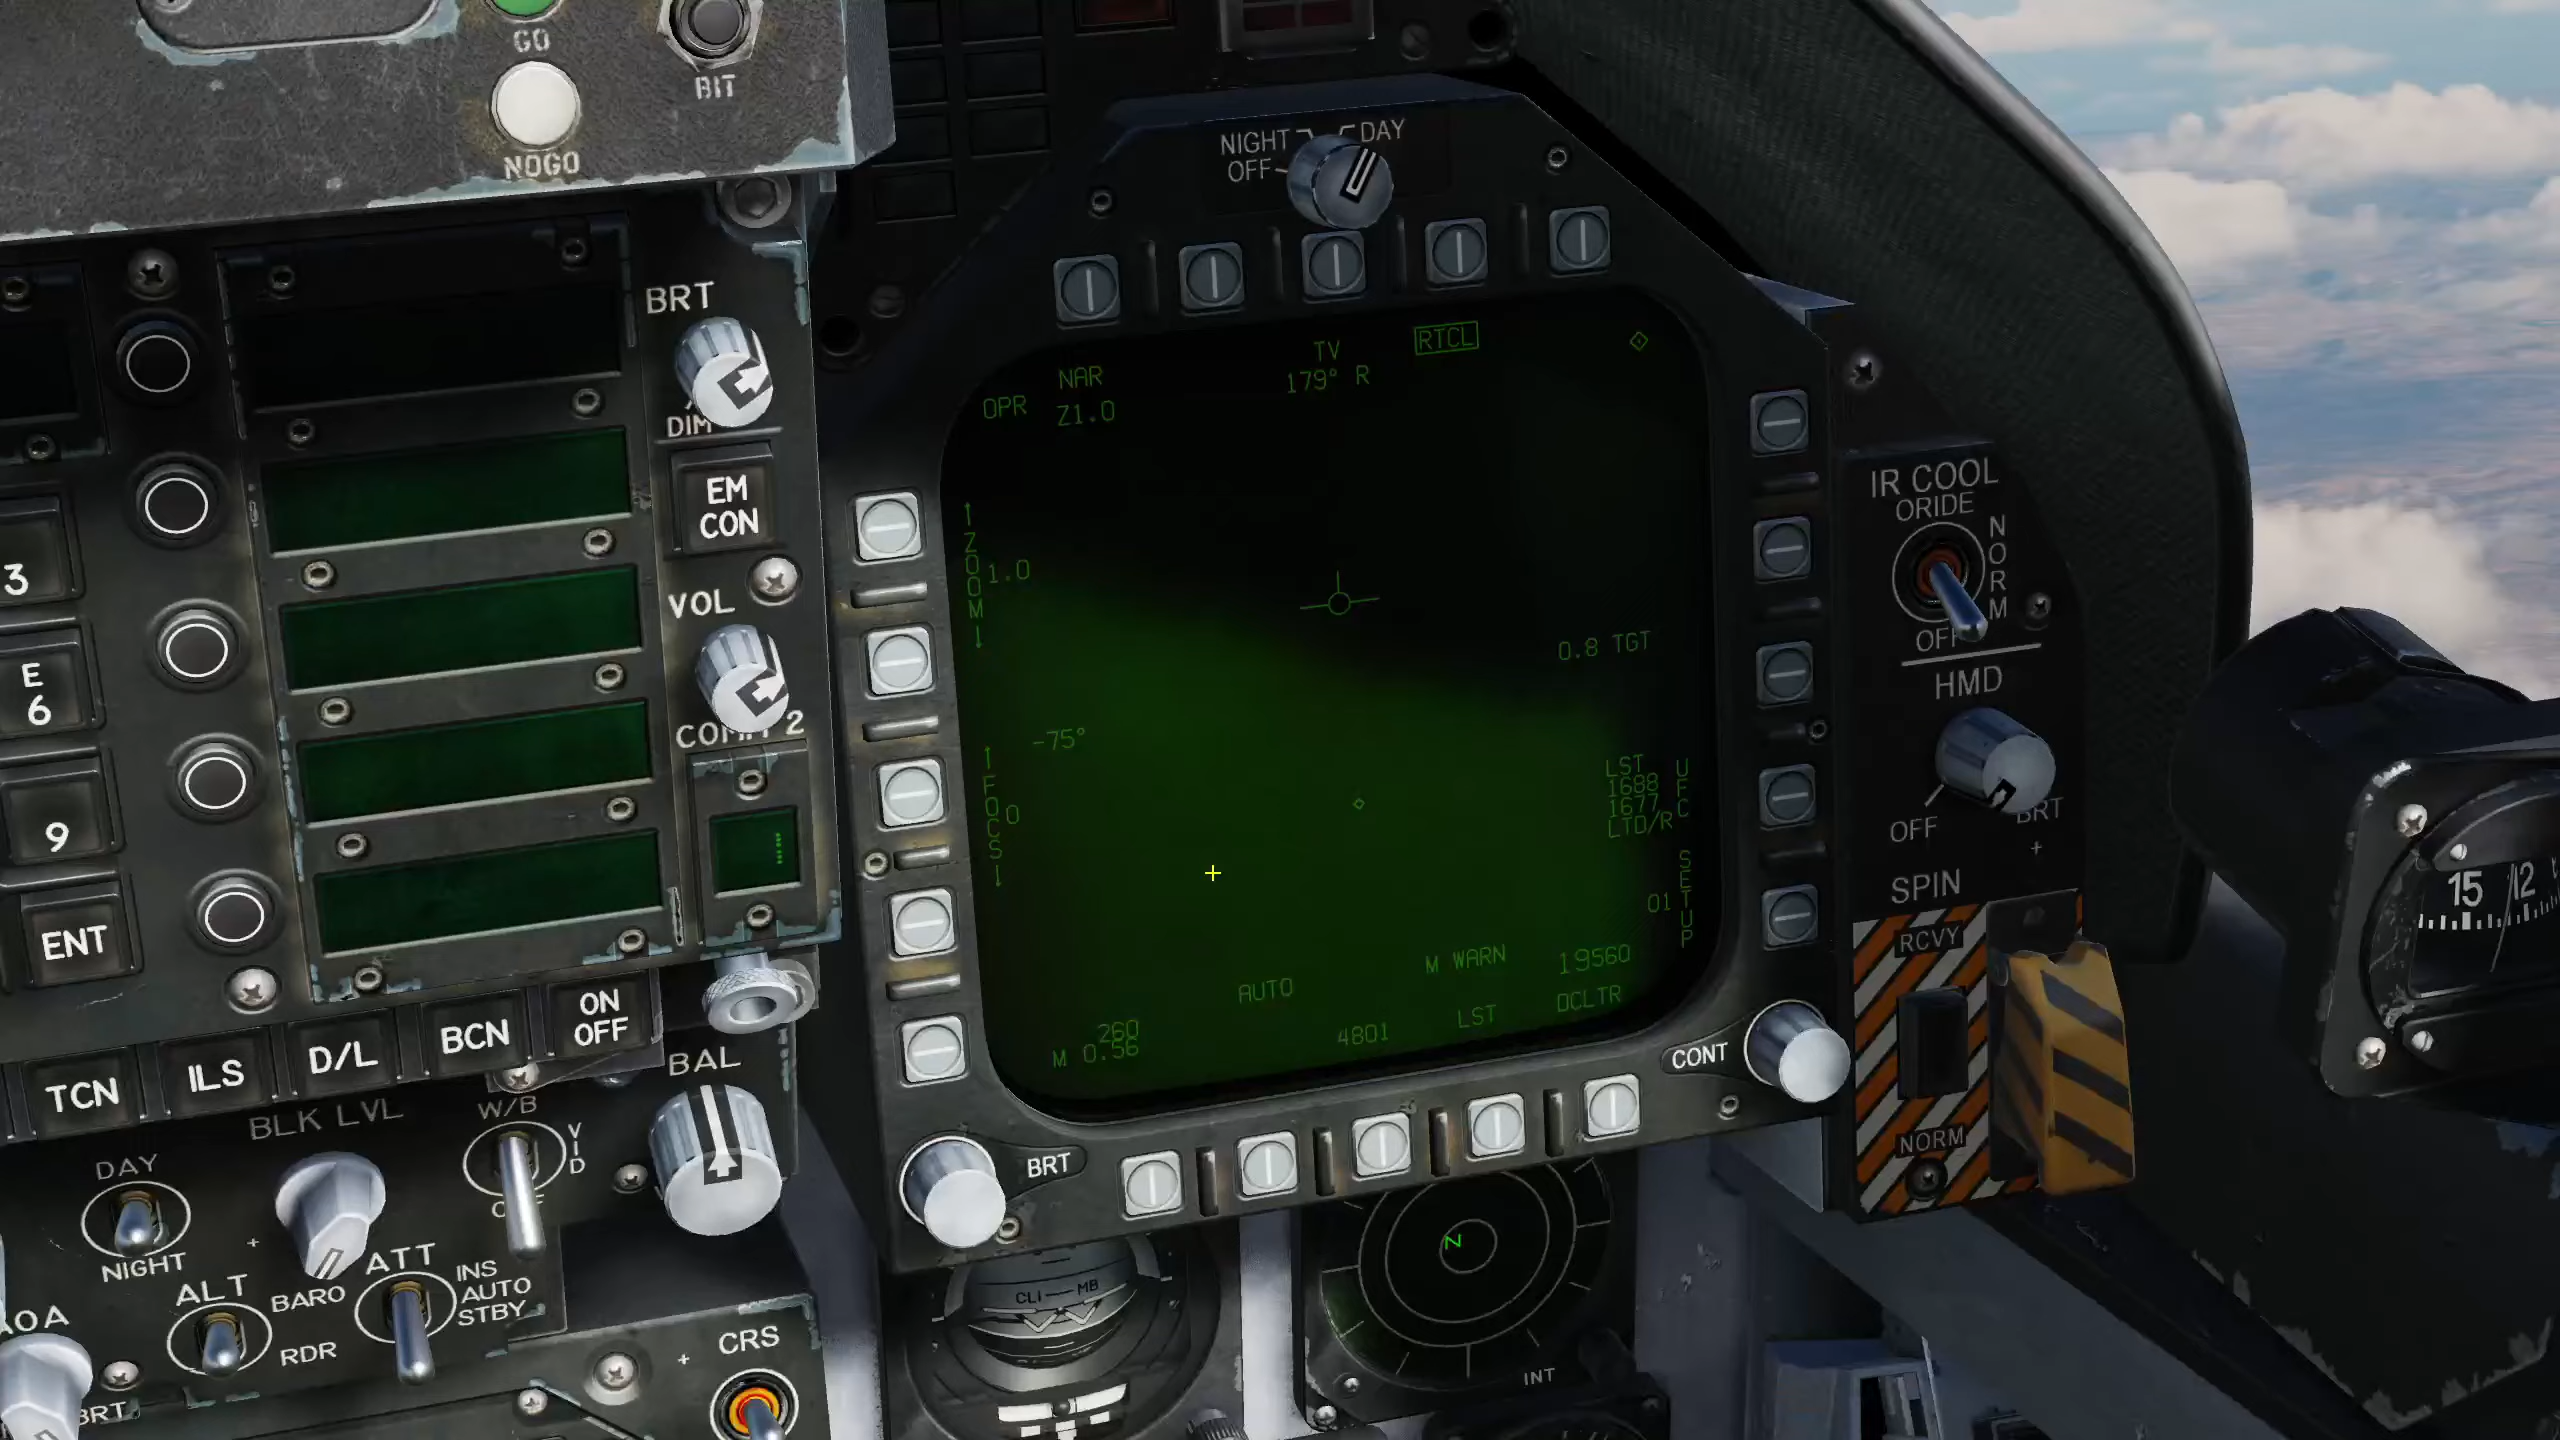 GO
BIT
NOGO
NIGHT
DAY
OFF
BRT
DIM
EM
CON
VOL
3
E
6
9
ENT
TCN
ILS
D/L
BCN
ON
OFF
BAL
BLK LVL
W/B
VID
DAY
NIGHT
ALT
BARO
RDR
ATT
INS
AUTO
STBY
CRS
BRT
OPR
NAR
Z1.0
TV
179° R
RTCL
ZOOM
1.0
0.8 TGT
-75°
FOCUS
0
LST
1688
1677
LTD/R
UFC
SETUP
01
M WARN
19560
AUTO
260
M 0.56
4801
LST
DCLTR
BRT
CONT
IR COOL
ORIDE
NORM
OFF
HMD
OFF
BRT
SPIN
RCVY
NORM
CLIMB
N
INT
15
12